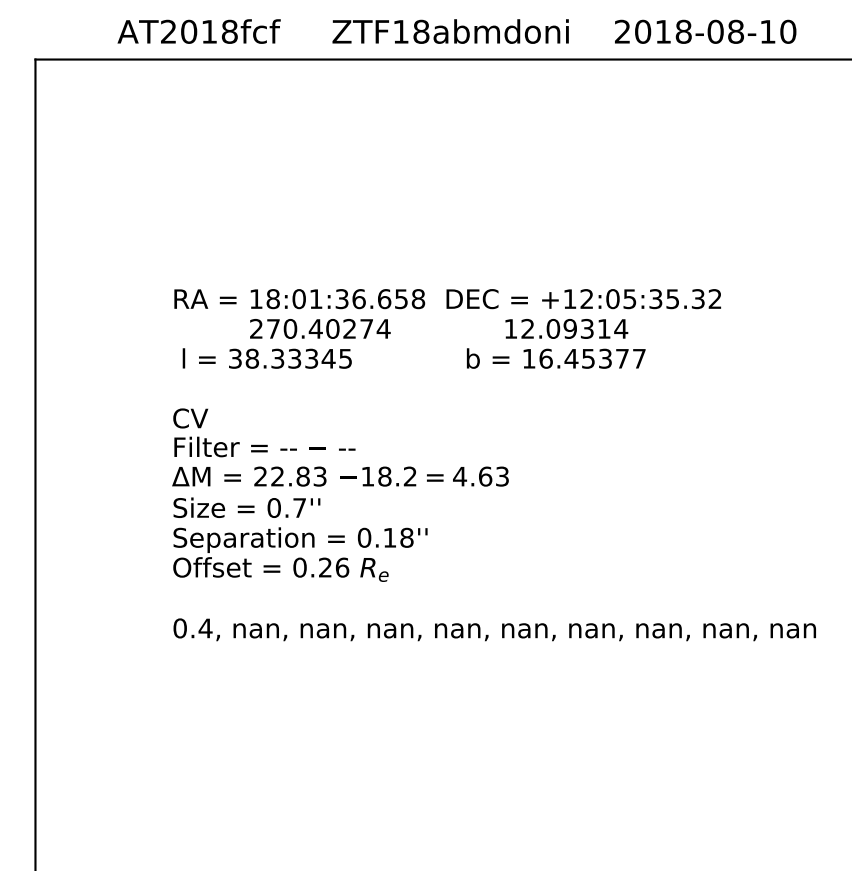 AT2018fcf ZTF18abmdoni 2018-08-10
RA = 18:01:36.658 DEC = +12:05:35.32
270.40274 12.09314
l = 38.33345 b = 16.45377
CV
Filter = -- − --
ΔM = 22.83 −18.2 = 4.63
Size = 0.7''
Separation = 0.18''
Offset = 0.26 Rₑ
0.4, nan, nan, nan, nan, nan, nan, nan, nan, nan